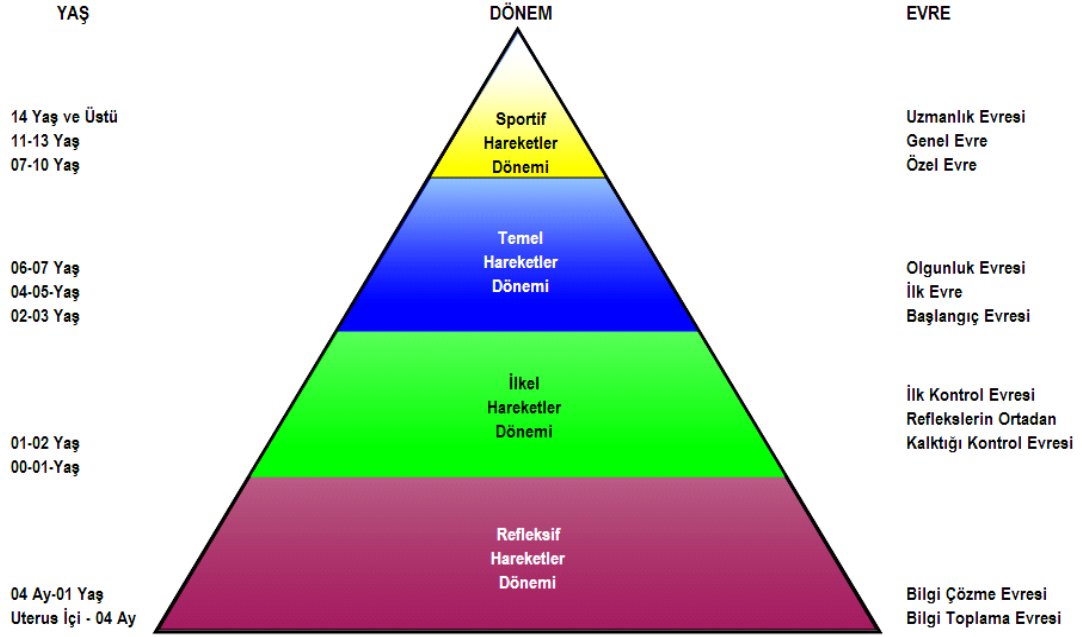 YAŞ DÖNEM EVRE
14 Yaş ve Üstü Sportif Uzmanlık Evresi
11-13 Yaş Hareketler Genel Evre
07-10 Yaş Dönemi Özel Evre
Temel
06-07 Yaş Hareketler Olgunluk Evresi
04-05-Yaş Dönemi İlk Evre
02-03 Yaş Başlangıç Evresi
İlkel İlk Kontrol Evresi
Hareketler Reflekslerin Ortadan
01-02 Yaş Dönemi Kalktığı Kontrol Evresi
00-01-Yaş
Refleksif
Hareketler
Dönemi
04 Ay-01 Yaş Bilgi Çözme Evresi
Uterus İçi - 04 Ay Bilgi Toplama Evresi